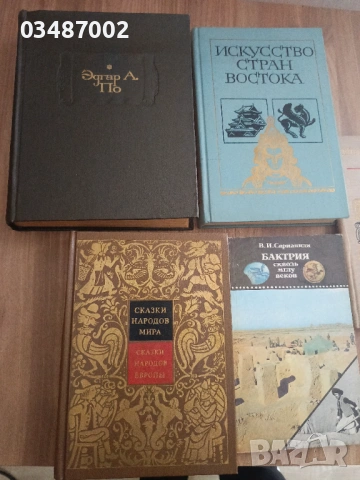 03487002
Эдгар А.
По
ИСКУССТВО
СТРАН
ВОСТОКА
СКАЗКИ
НАРОДОВ
МИРА
СКАЗКИ
НАРОДОВ
ЕВРОПЫ
В. И. Сарианиди
БАКТРИЯ
СКВОЗЬ
МГЛУ
ВЕКОВ
BAZAR